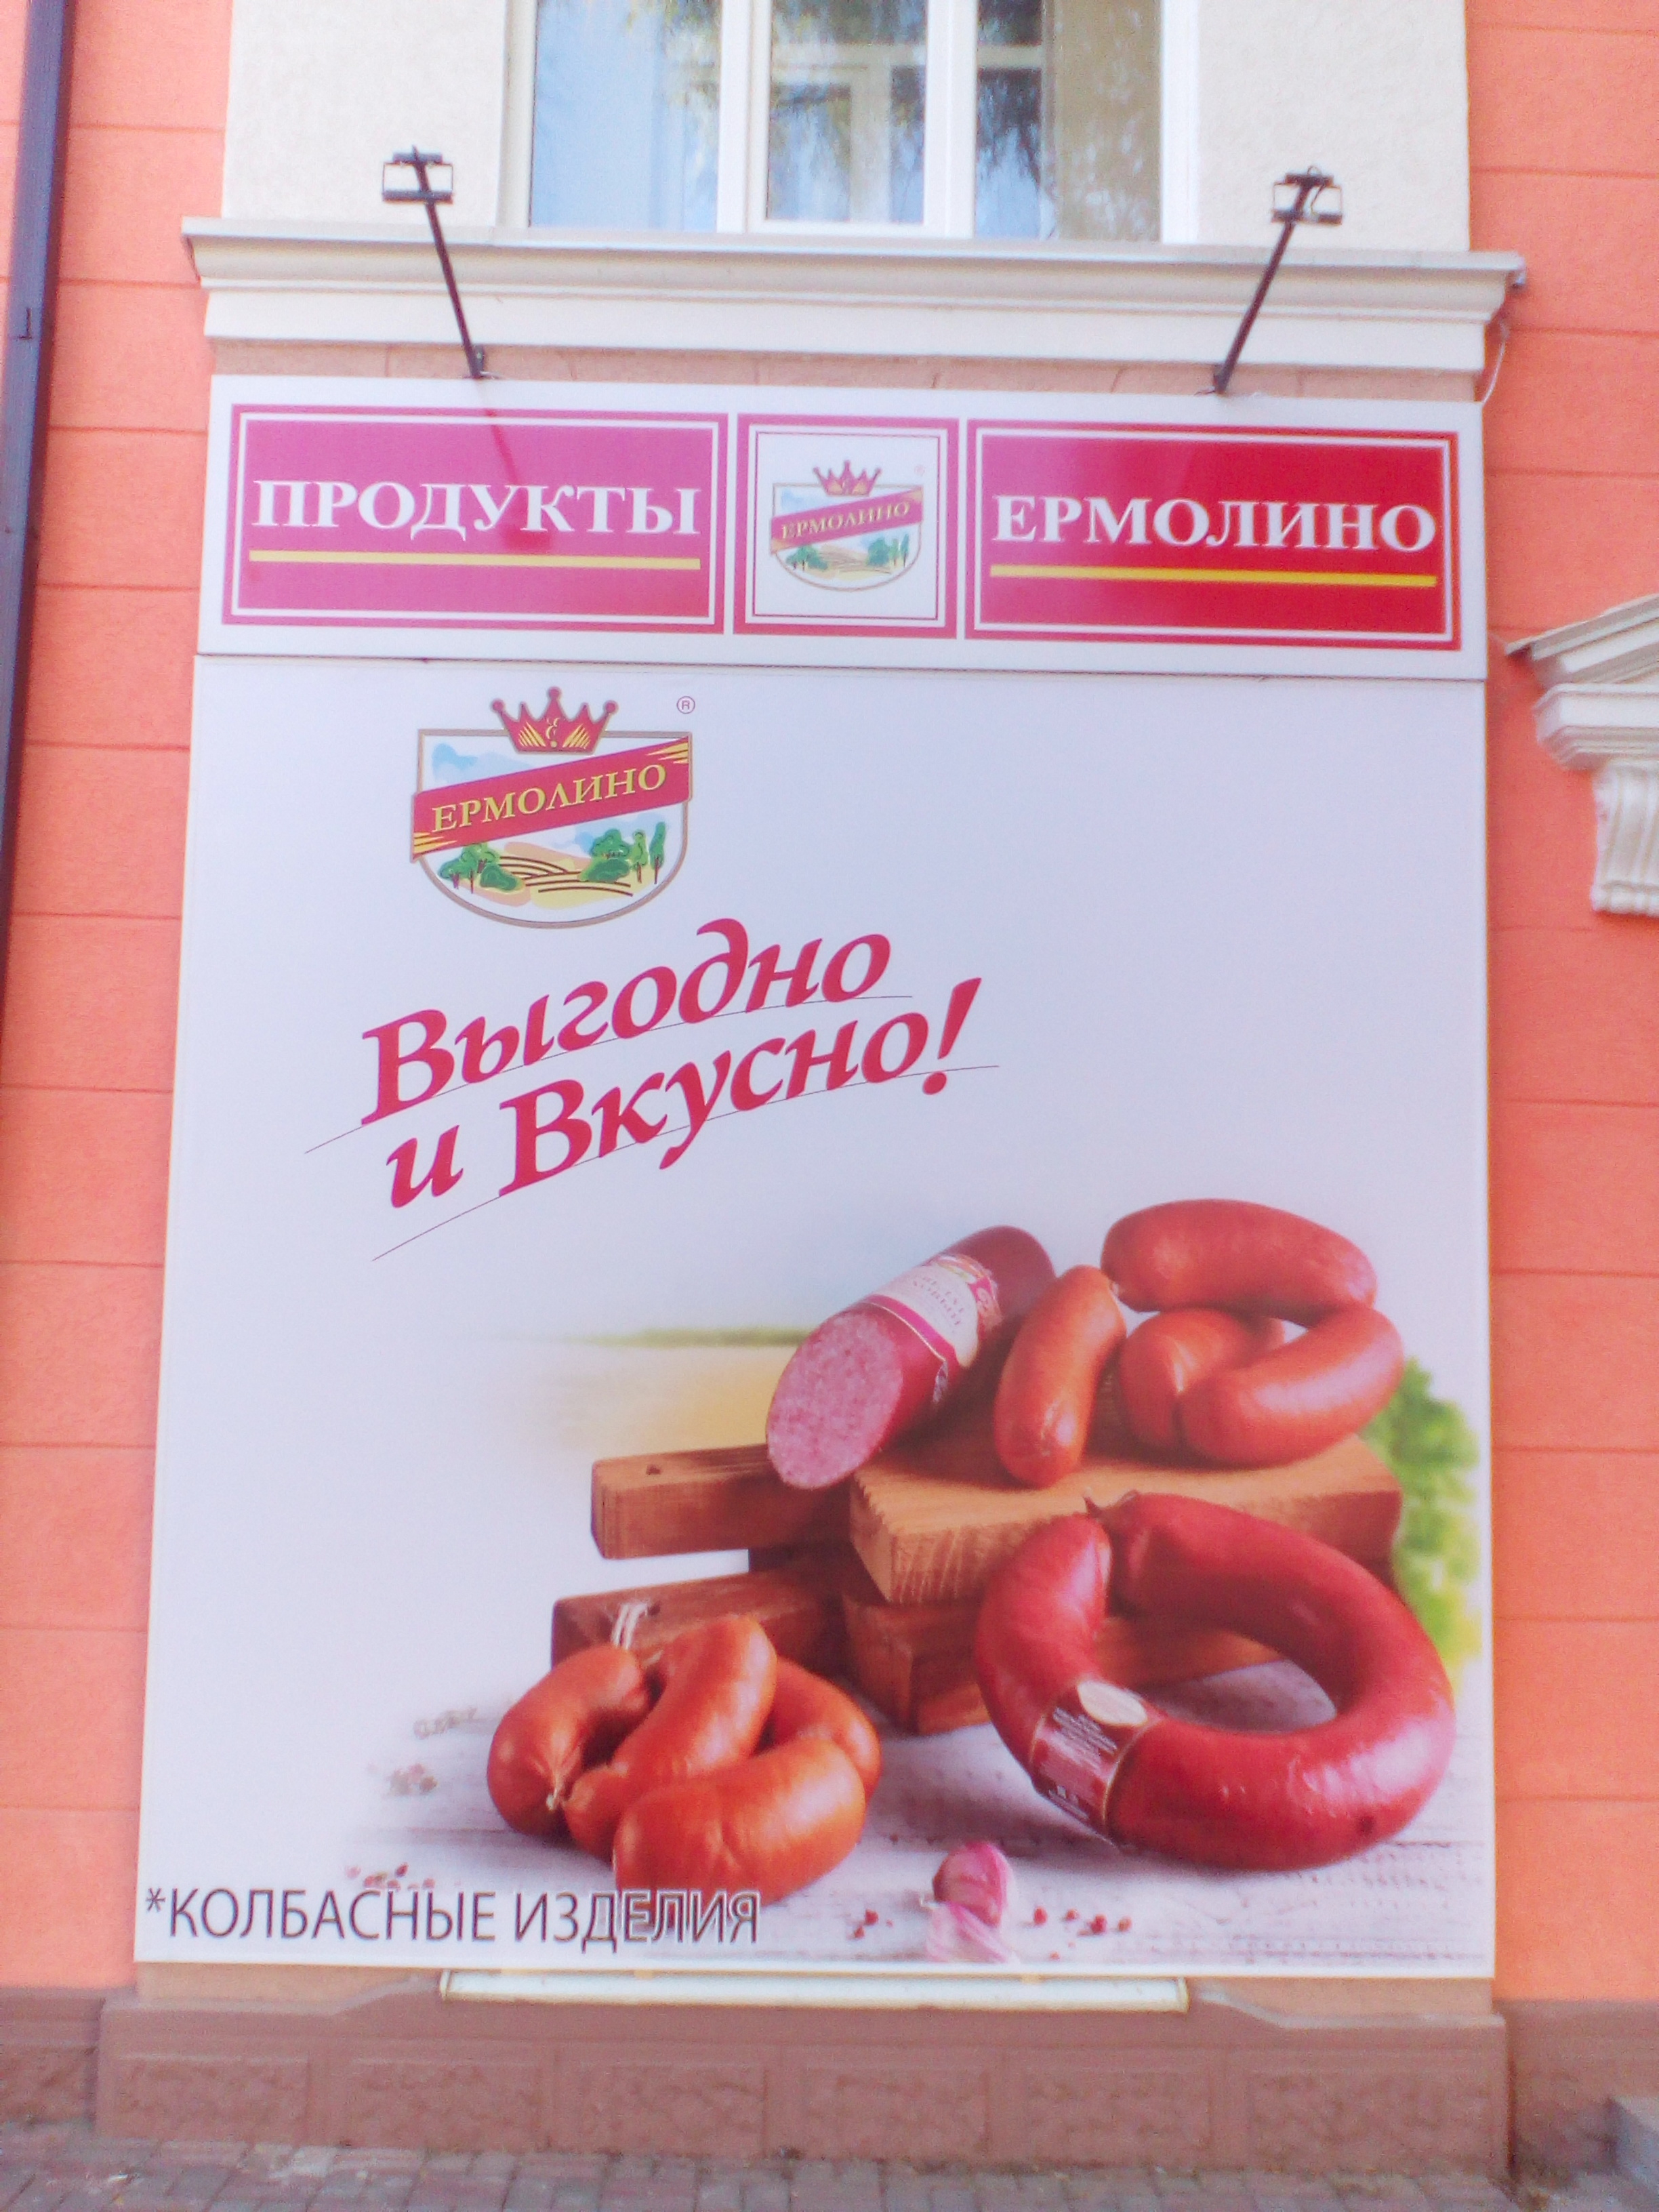 ПРОДУКТЫ
ЕРМОЛИНО
ЕРМОЛИНО
ЕРМОЛИНО
®
Выгодно
и Вкусно!
*КОЛБАСНЫЕ ИЗДЕЛИЯ